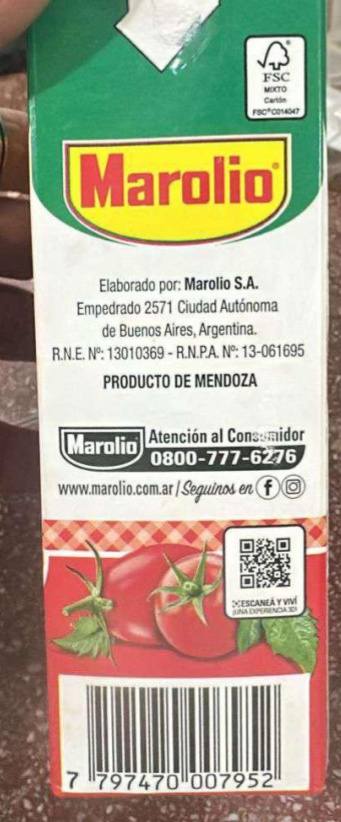 FSC
MIXTO
Cartón
FSC® C014047
Marolio®
Elaborado por: Marolio S.A.
Empedrado 2571 Ciudad Autónoma
de Buenos Aires, Argentina.
R.N.E. Nº: 13010369 - R.N.P.A. Nº: 13-061695
PRODUCTO DE MENDOZA
Marolio Atención al Consumidor
0800-777-6276
www.marolio.com.ar / Seguinos en f
ESCANEÁ Y VIVÍ
¡UNA EXPERIENCIA 3D!
7 797470 007952